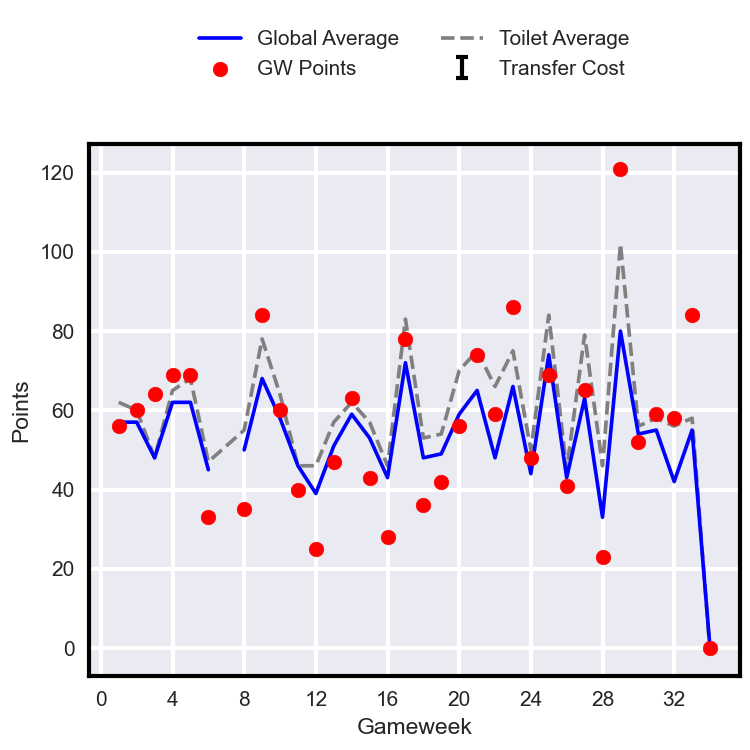 Global Average
Toilet Average
GW Points
Transfer Cost
120
100
80
60
40
20
0
Points
0 4 8 12 16 20 24 28 32
Gameweek